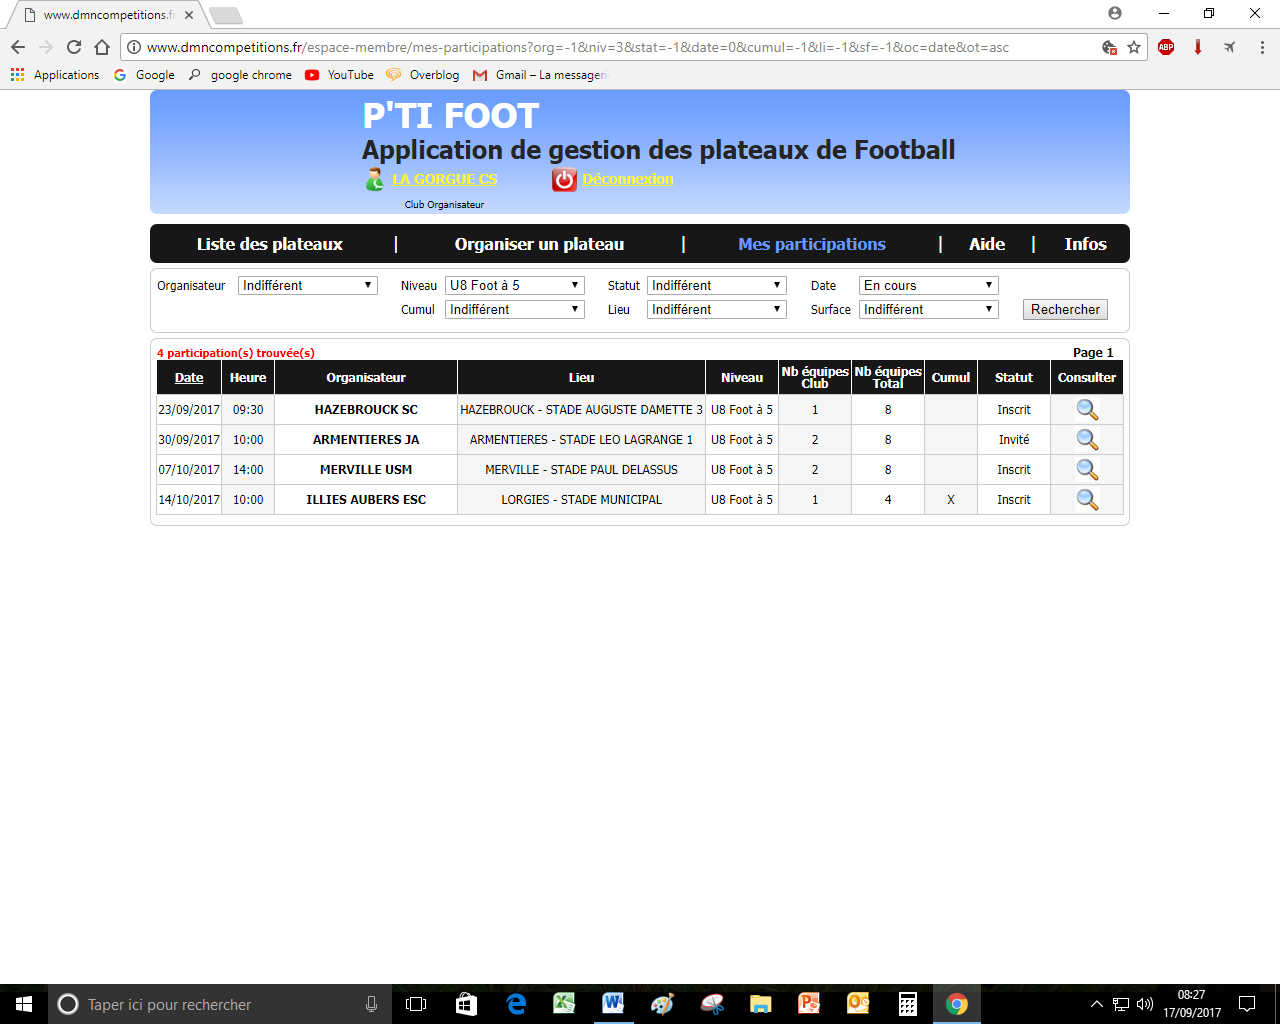 www.dmncompetitions.f
www.dmncompetitions.fr/espace-membre/mes-participations?org=-1&niv=3&stat=-1&date=0&cumul=-1&li=-1&sf=-1&oc=date&ot=asc
ABP
Applications Google google chrome YouTube Overblog Gmail – La messageri
P'TI FOOT
Application de gestion des plateaux de Football
LA GORGUE CS Déconnexion
Club Organisateur
Liste des plateaux | Organiser un plateau | Mes participations | Aide | Infos
Organisateur Indifférent Niveau U8 Foot à 5 Statut Indifférent Date En cours
Cumul Indifférent Lieu Indifférent Surface Indifférent Rechercher
4 participation(s) trouvée(s) Page 1
Date Heure Organisateur Lieu Niveau Nb équipes Club Nb équipes Total Cumul Statut Consulter
23/09/2017 09:30 HAZEBROUCK SC HAZEBROUCK - STADE AUGUSTE DAMETTE 3 U8 Foot à 5 1 8 Inscrit
30/09/2017 10:00 ARMENTIERES JA ARMENTIERES - STADE LEO LAGRANGE 1 U8 Foot à 5 2 8 Invité
07/10/2017 14:00 MERVILLE USM MERVILLE - STADE PAUL DELASSUS U8 Foot à 5 2 8 Inscrit
14/10/2017 10:00 ILLIES AUBERS ESC LORGIES - STADE MUNICIPAL U8 Foot à 5 1 4 X Inscrit
Taper ici pour rechercher
08:27
17/09/2017